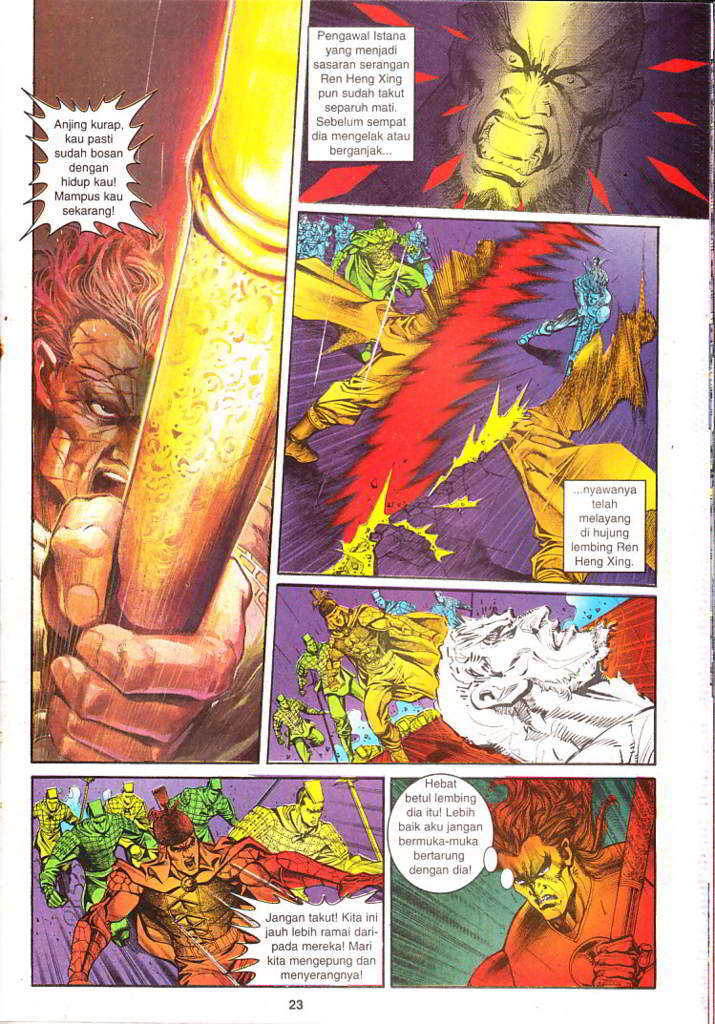 Anjing kurap,
kau pasti
sudah bosan
dengan
hidup kau!
Mampus kau
sekarang!
Pengawal Istana
yang menjadi
sasaran serangan
Ren Heng Xing
pun sudah takut
separuh mati.
Sebelum sempat
dia mengelak atau
berganjak...
...nyawanya
telah
melayang
di hujung
lembing Ren
Heng Xing.
Jangan takut! Kita ini
jauh lebih ramai dari-
pada mereka! Mari
kita mengepung dan
menyerangnya!
Hebat
betul lembing
dia itu! Lebih
baik aku jangan
bermuka-muka
bertarung
dengan dia!
23